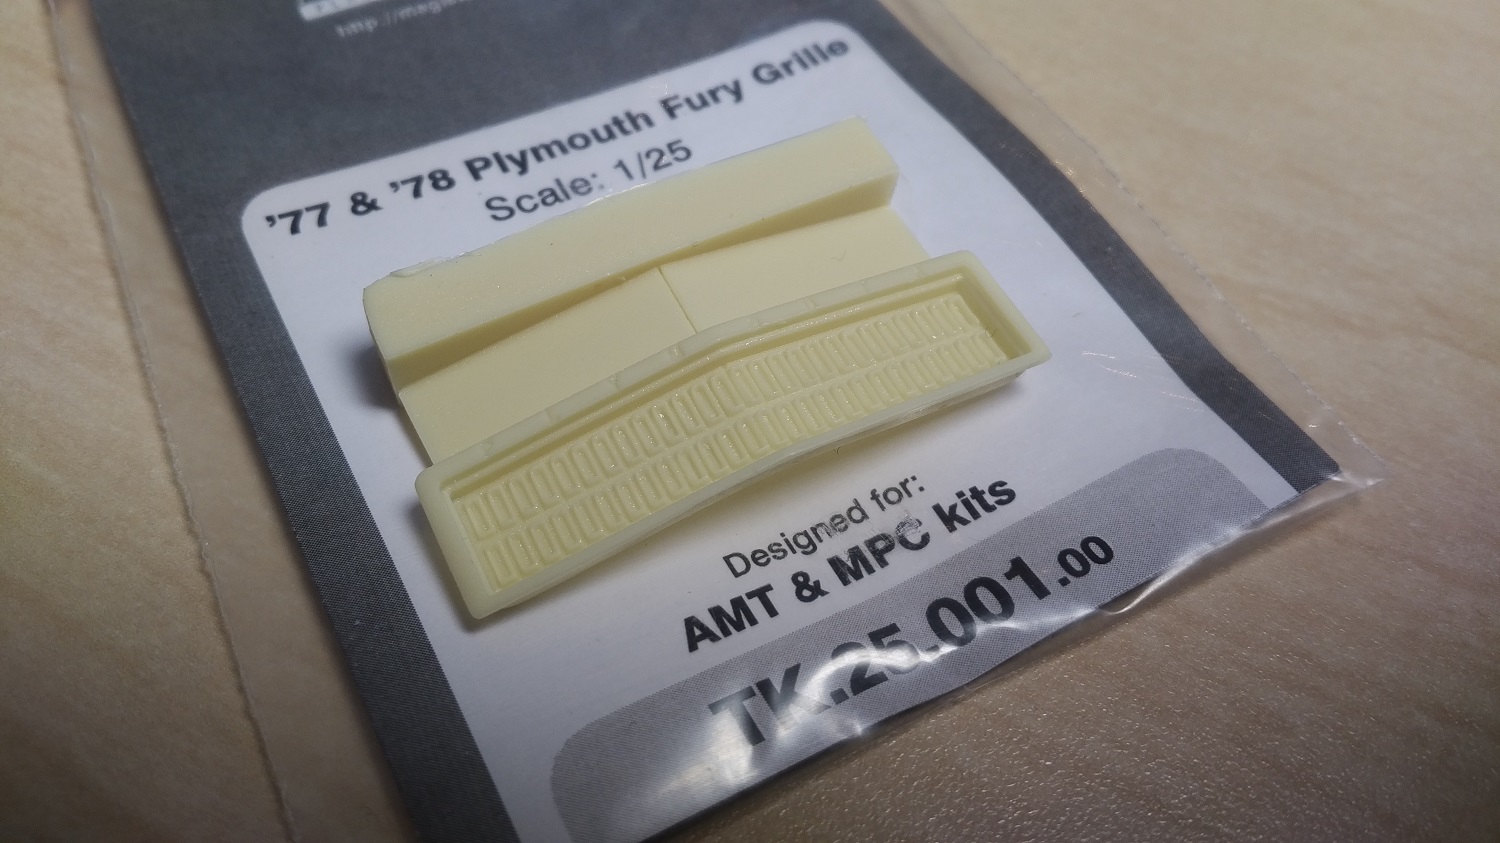 ’77 & ’78 Plymouth Fury Grille
Scale: 1/25
Designed for:
AMT & MPC kits
TK.25.001.00